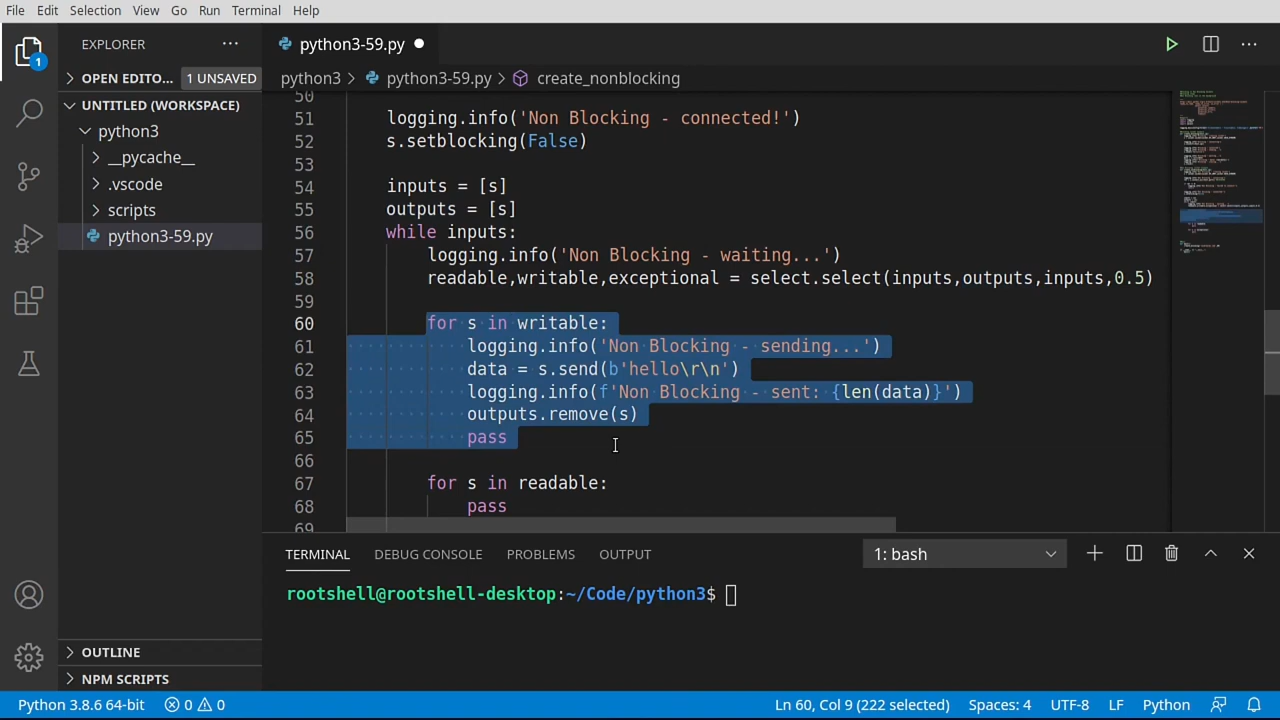 File Edit Selection View Go Run Terminal Help
EXPLORER ...
python3-59.py
OPEN EDITO... 1 UNSAVED
python3 > python3-59.py > create_nonblocking
UNTITLED (WORKSPACE)
python3
__pycache__
.vscode
scripts
python3-59.py
OUTLINE
NPM SCRIPTS
1
50
51 logging.info('Non Blocking - connected!')
52 s.setblocking(False)
53
54 inputs = [s]
55 outputs = [s]
56 while inputs:
57 logging.info('Non Blocking - waiting...')
58 readable,writable,exceptional = select.select(inputs,outputs,inputs,0.5)
59
60 for s in writable:
61 logging.info('Non Blocking - sending...')
62 data = s.send(b'hello\r\n')
63 logging.info(f'Non Blocking - sent: {len(data)}')
64 outputs.remove(s)
65 pass
66
67 for s in readable:
68 pass
69
TERMINAL DEBUG CONSOLE PROBLEMS OUTPUT 1: bash
rootshell@rootshell-desktop:~/Code/python3$
Python 3.8.6 64-bit 0 0 Ln 60, Col 9 (222 selected) Spaces: 4 UTF-8 LF Python